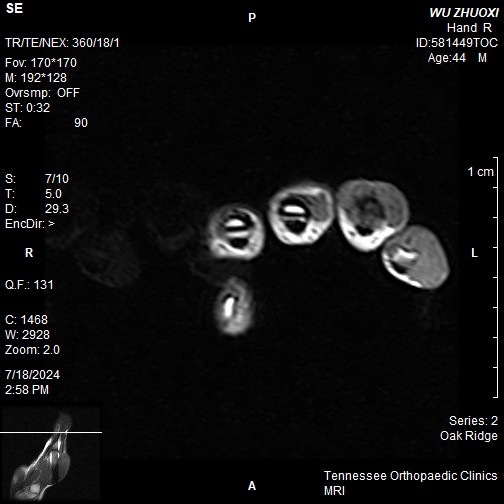 SE
P
WU ZHUOXI
Hand R
ID:581449TOC
Age:44 M
TR/TE/NEX: 360/18/1
Fov: 170*170
M: 192*128
Ovrsmp: OFF
ST: 0:32
FA: 90
1 cm
S: 7/10
T: 5.0
D: 29.3
EncDir: >
R
L
Q.F.: 131
C: 1468
W: 2928
Zoom: 2.0
7/18/2024
2:58 PM
Series: 2
Oak Ridge
A
Tennessee Orthopaedic Clinics
MRI